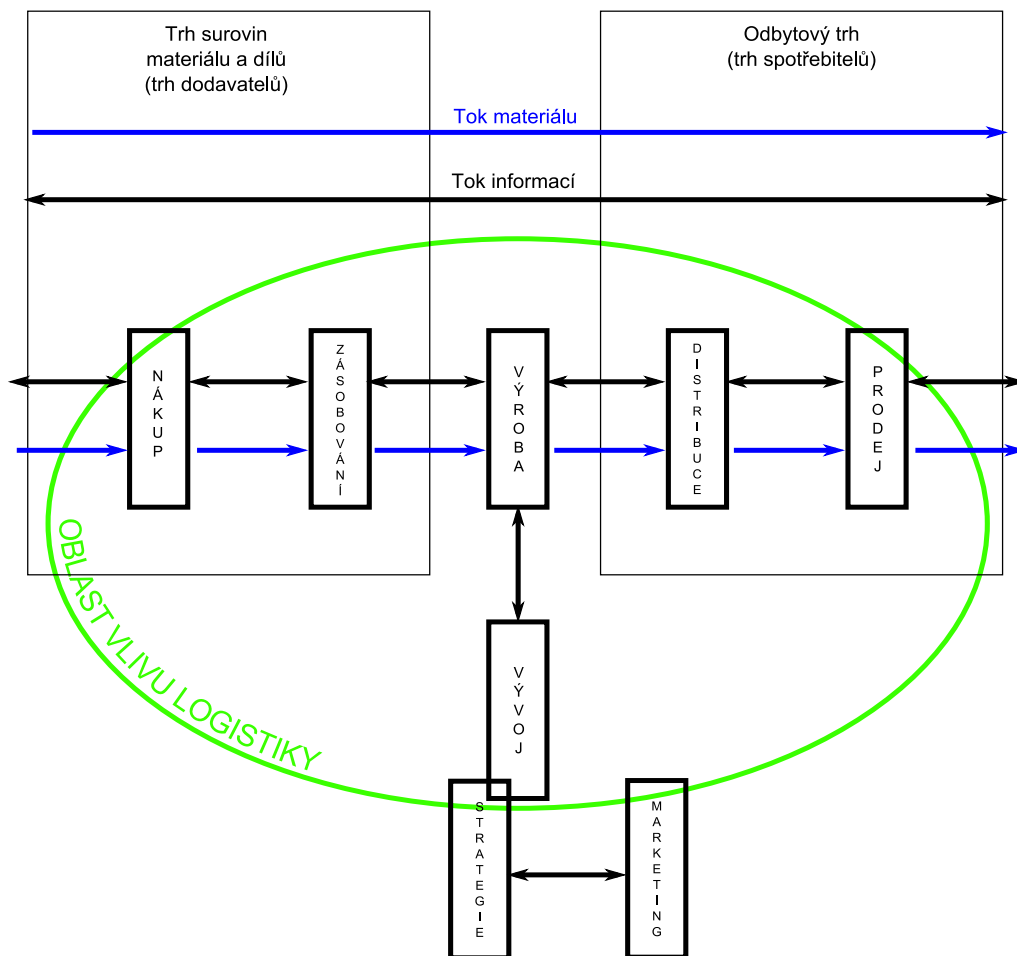 Trh surovin
materiálu a dílů
(trh dodavatelů)
Odbytový trh
(trh spotřebitelů)
Tok materiálu
Tok informací
NÁKUP
ZÁSOBOVÁNÍ
VÝROBA
DISTRIBUCE
PRODEJ
OBLAST VLIVU LOGISTIKY
VÝVOJ
STRATEGIE
MARKETING